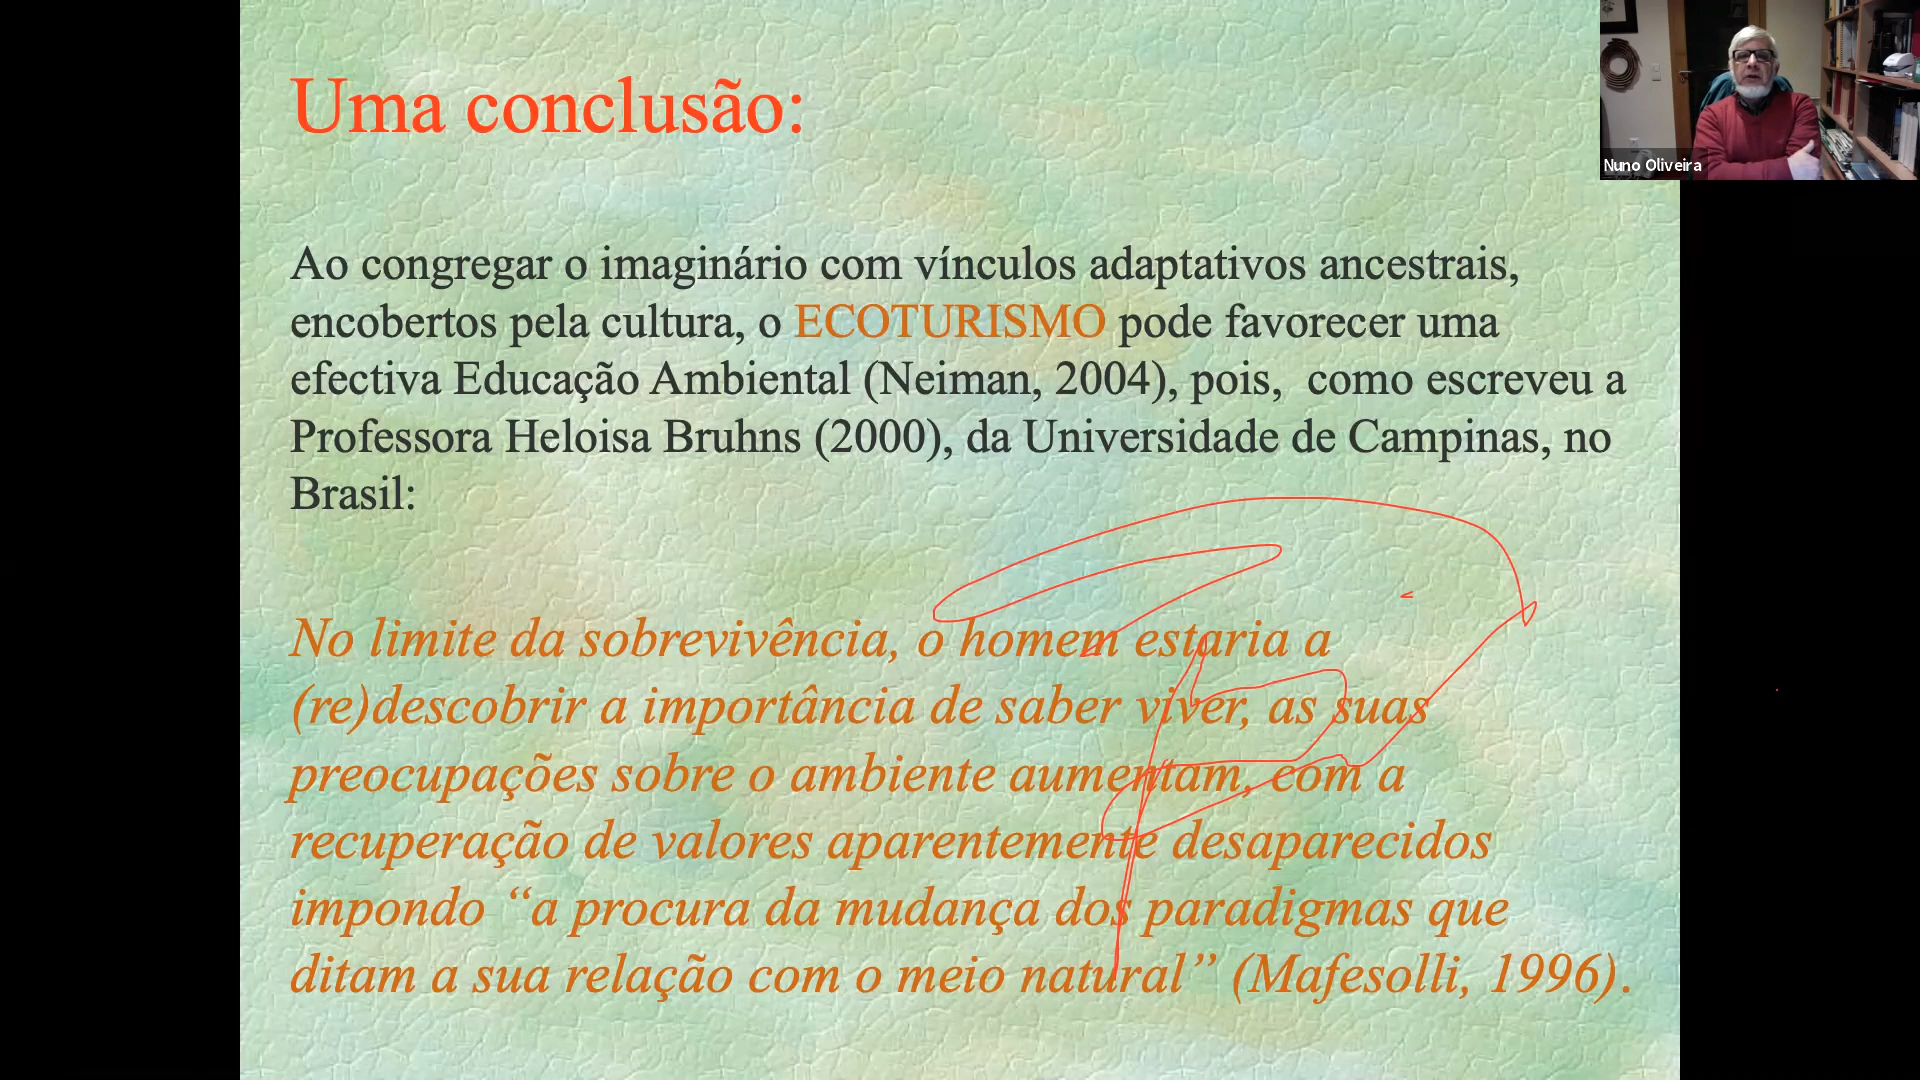 Uma conclusão:
Nuno Oliveira
Ao congregar o imaginário com vínculos adaptativos ancestrais,
encobertos pela cultura, o ECOTURISMO pode favorecer uma
efectiva Educação Ambiental (Neiman, 2004), pois, como escreveu a
Professora Heloisa Bruhns (2000), da Universidade de Campinas, no
Brasil:
No limite da sobrevivência, o homem estaria a
(re)descobrir a importância de saber viver, as suas
preocupações sobre o ambiente aumentam, com a
recuperação de valores aparentemente desaparecidos
impondo “a procura da mudança dos paradigmas que
ditam a sua relação com o meio natural” (Mafesolli, 1996).